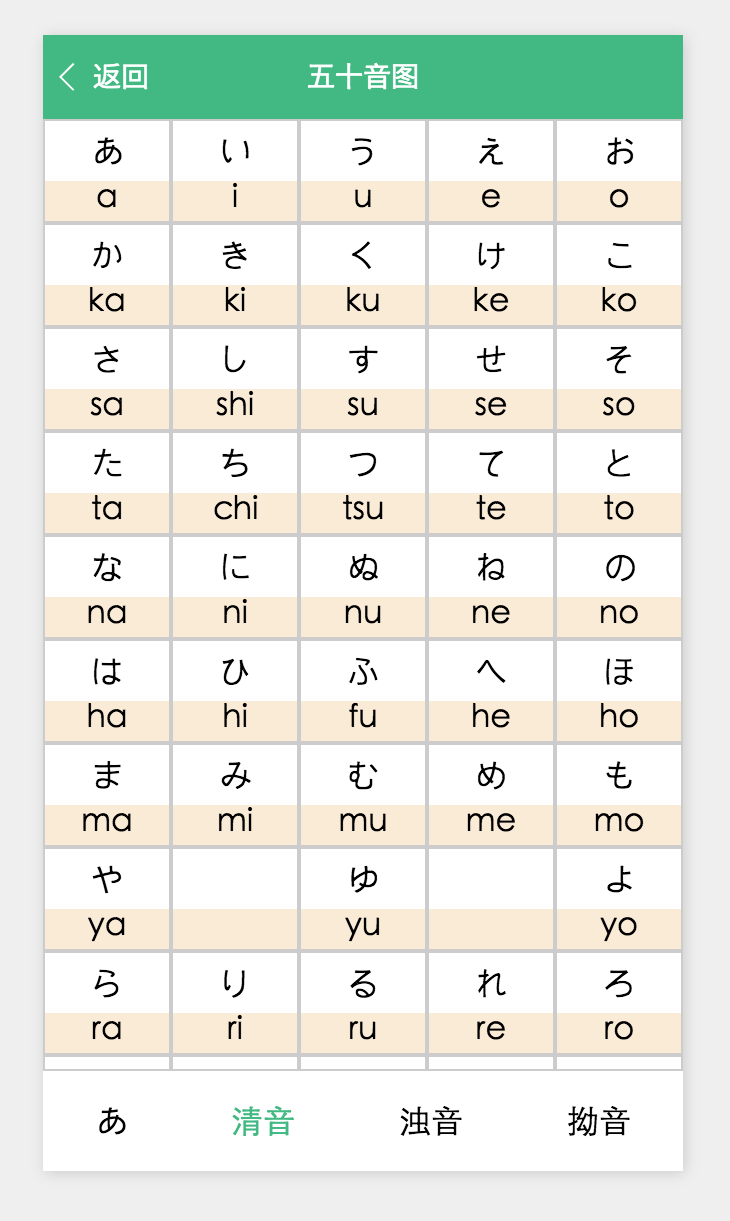 返回 五十音图
あ い う え お
a i u e o
か き く け こ
ka ki ku ke ko
さ し す せ そ
sa shi su se so
た ち つ て と
ta chi tsu te to
な に ぬ ね の
na ni nu ne no
は ひ ふ へ ほ
ha hi fu he ho
ま み む め も
ma mi mu me mo
や ゆ よ
ya yu yo
ら り る れ ろ
ra ri ru re ro
あ 清音 浊音 拗音